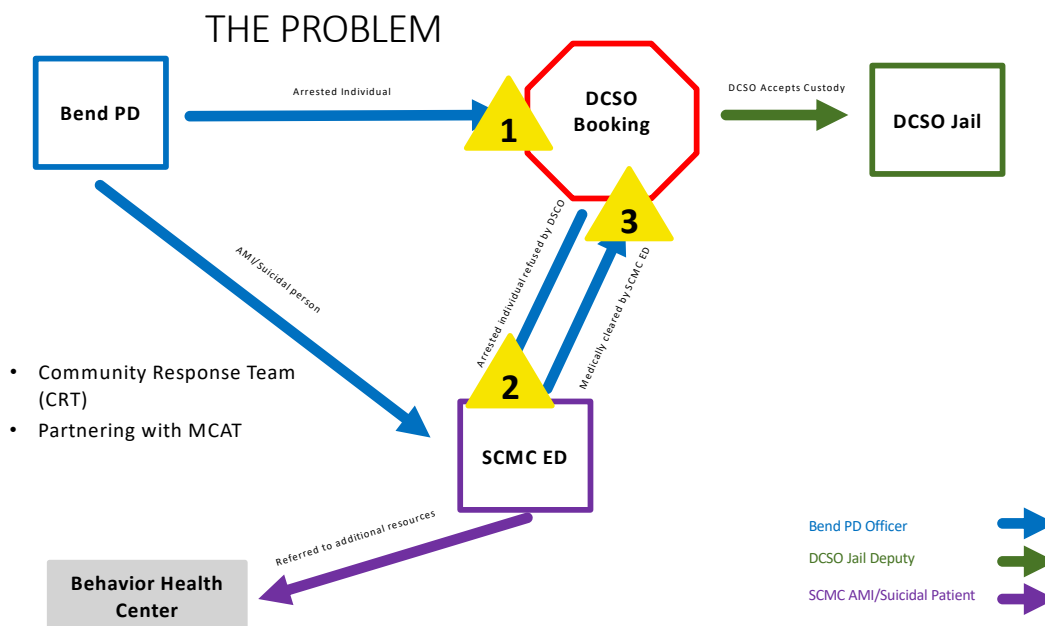 THE PROBLEM
Bend PD
Arrested Individual
1
DCSO
Booking
DCSO Accepts Custody
DCSO Jail
AMI/Suicidal person
Arrested individual refused by DSCO
3
Medically cleared by SCMC ED
2
• Community Response Team
(CRT)
• Partnering with MCAT
SCMC ED
Referred to additional resources
Behavior Health
Center
Bend PD Officer
DCSO Jail Deputy
SCMC AMI/Suicidal Patient